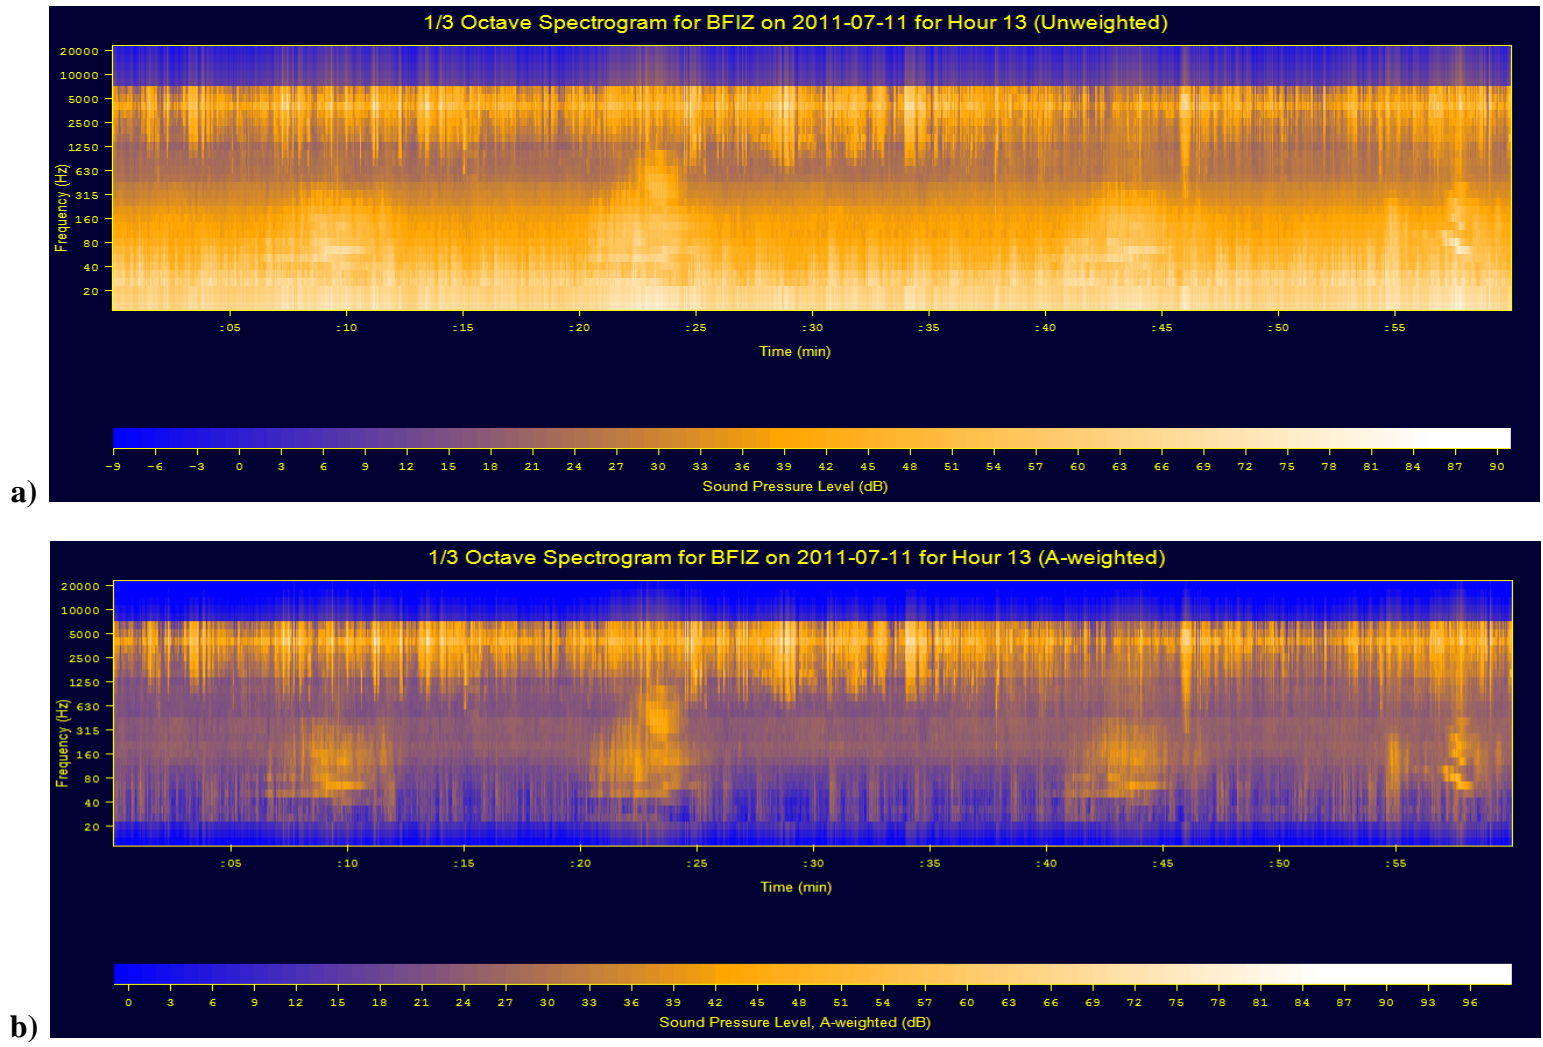 1/3 Octave Spectrogram for BFIZ on 2011-07-11 for Hour 13 (Unweighted)
20000
10000
5000
2500
1250
630
315
160
80
40
20
Frequency (Hz)
:05 :10 :15 :20 :25 :30 :35 :40 :45 :50 :55
Time (min)
-9 -6 -3 0 3 6 9 12 15 18 21 24 27 30 33 36 39 42 45 48 51 54 57 60 63 66 69 72 75 78 81 84 87 90
Sound Pressure Level (dB)
a)
1/3 Octave Spectrogram for BFIZ on 2011-07-11 for Hour 13 (A-weighted)
20000
10000
5000
2500
1250
630
315
160
80
40
20
Frequency (Hz)
:05 :10 :15 :20 :25 :30 :35 :40 :45 :50 :55
Time (min)
0 3 6 9 12 15 18 21 24 27 30 33 36 39 42 45 48 51 54 57 60 63 66 69 72 75 78 81 84 87 90 93 96
Sound Pressure Level, A-weighted (dB)
b)